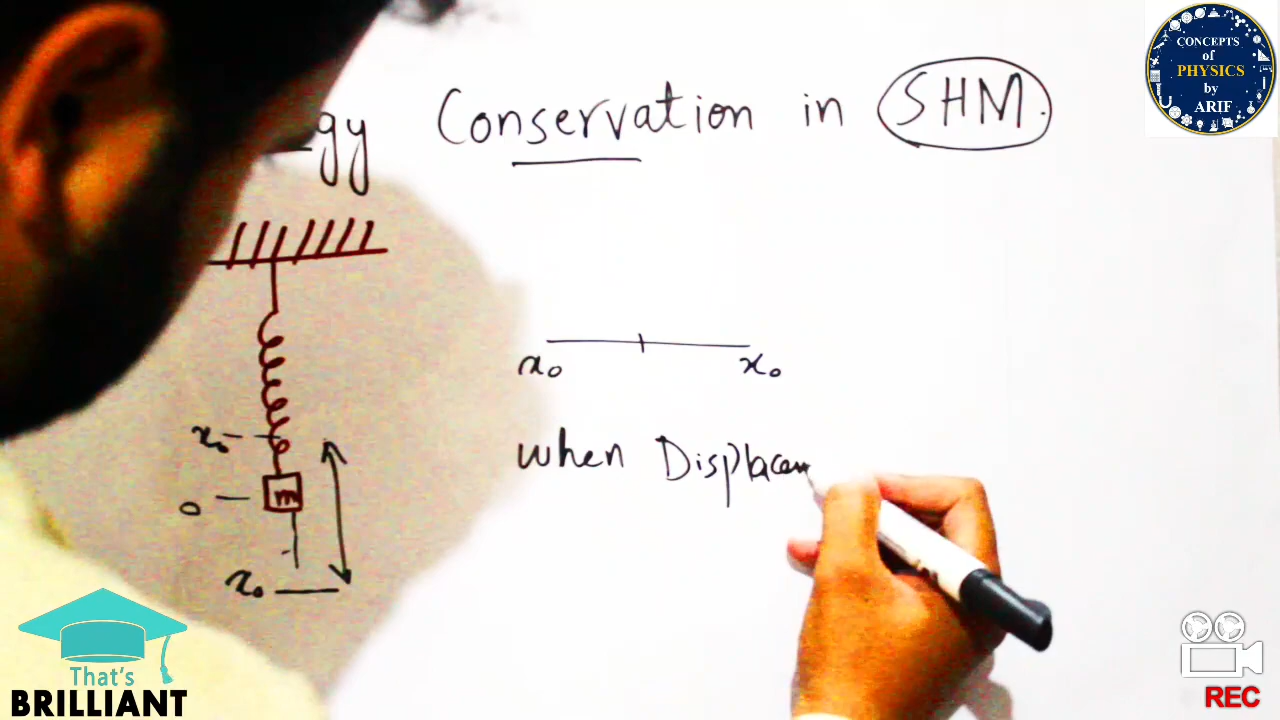 gy Conservation in SHM.
CONCEPTS
of
PHYSICS
by
ARIF
x₀ x₀
x₀
when Displacem
m
0
x₀
That's
BRILLIANT
REC